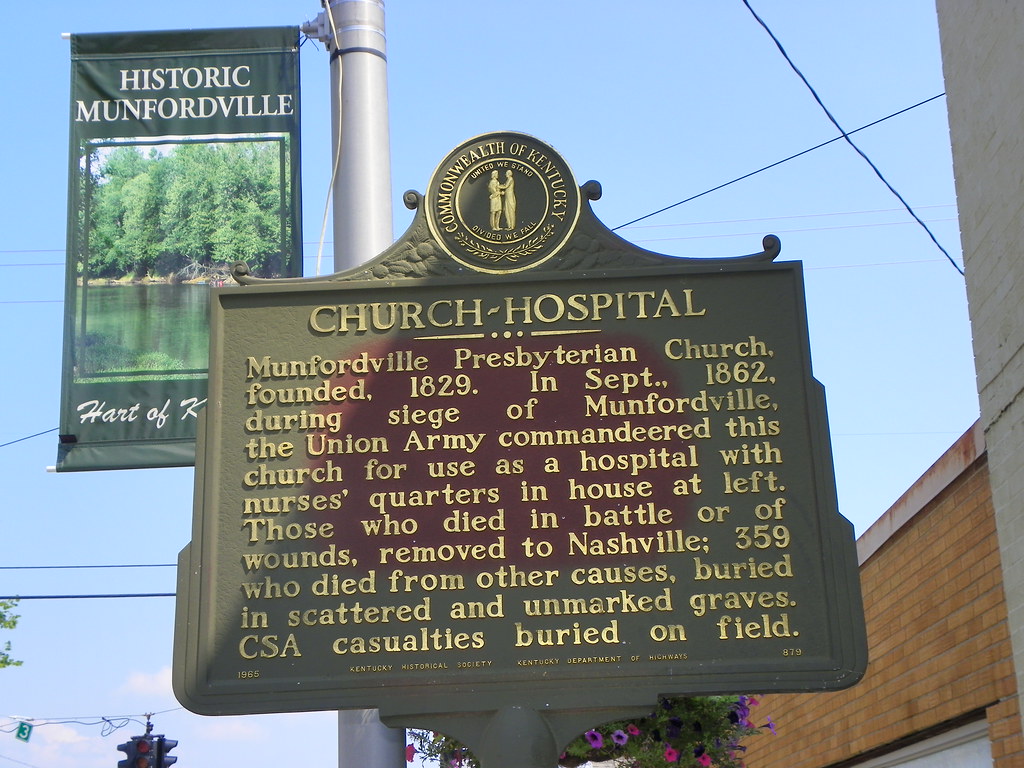 HISTORIC
MUNFORDVILLE
Hart of K
COMMONWEALTH OF KENTUCKY
UNITED WE STAND
DIVIDED WE FALL
CHURCH-HOSPITAL
Munfordville Presbyterian Church,
founded, 1829. In Sept., 1862,
during siege of Munfordville,
the Union Army commandeered this
church for use as a hospital with
nurses' quarters in house at left.
Those who died in battle or of
wounds, removed to Nashville; 359
who died from other causes, buried
in scattered and unmarked graves.
CSA casualties buried on field.
1965 KENTUCKY HISTORICAL SOCIETY KENTUCKY DEPARTMENT OF HIGHWAYS 879
3